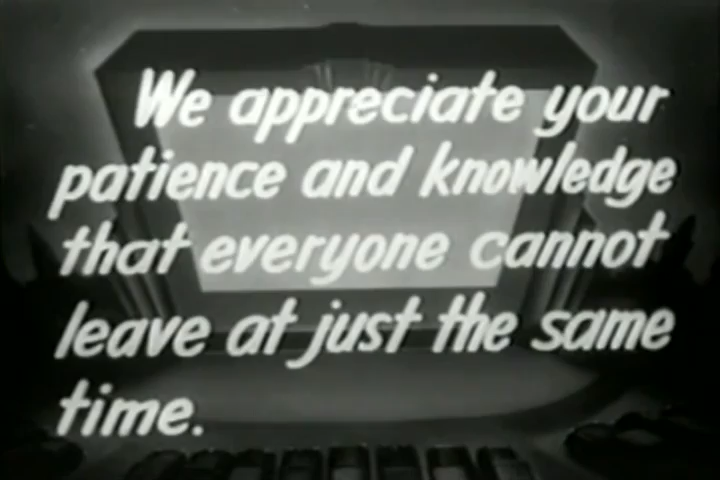 We appreciate your
patience and knowledge
that everyone cannot
leave at just the same
time.